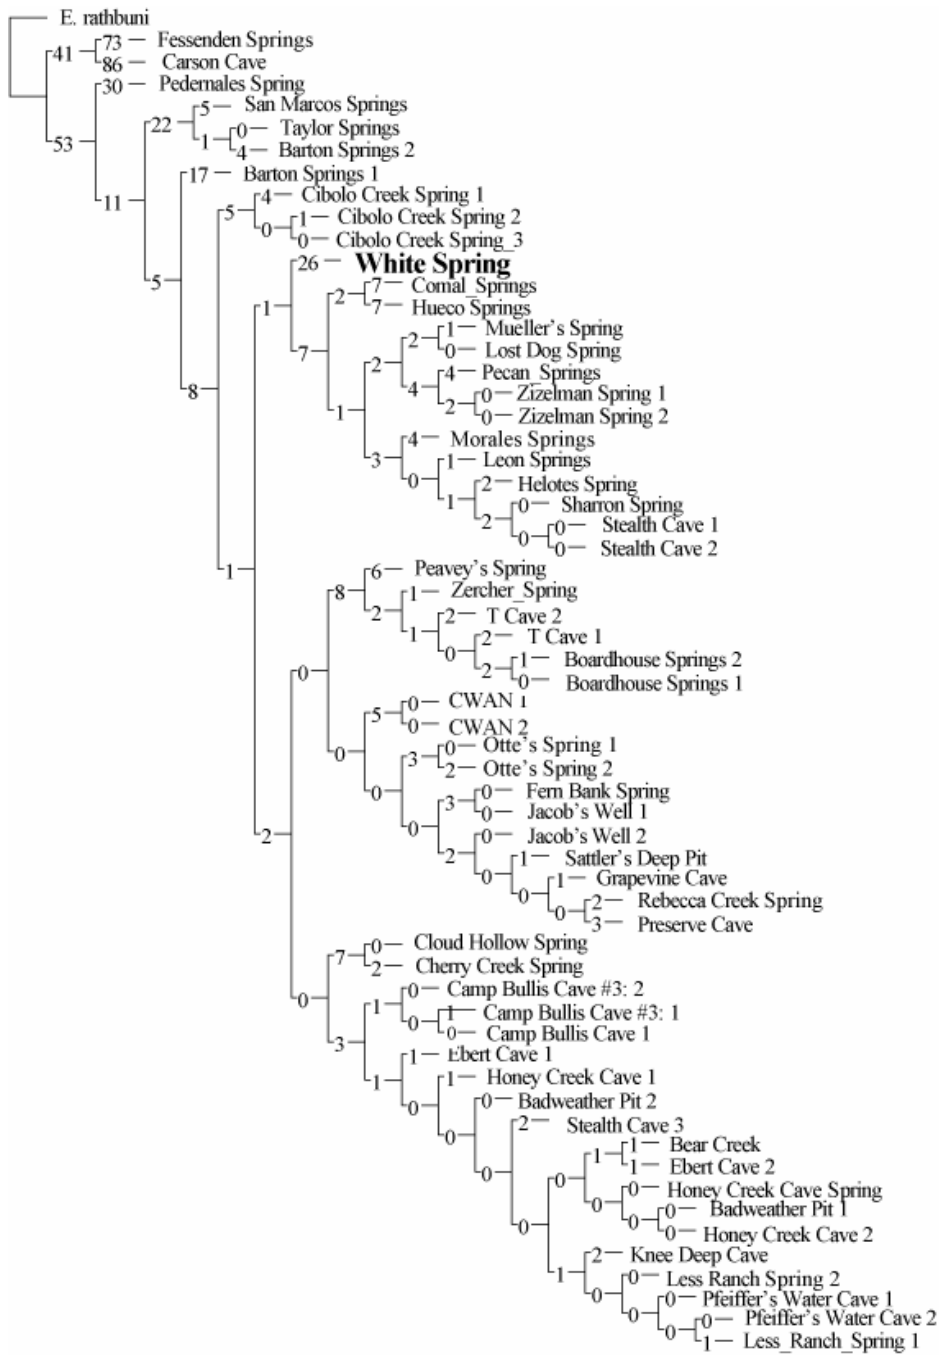 E. rathbuni
73 Fessenden Springs
41
86 Carson Cave
30 Pedernales Spring
5 San Marcos Springs
22
0 Taylor Springs
1
53
4 Barton Springs 2
17 Barton Springs 1
4 Cibolo Creek Spring 1
11
5
1 Cibolo Creek Spring 2
0
0 Cibolo Creek Spring_3
26 White Spring
5
7 Comal_Springs
2
1
7 Hueco Springs
1 Mueller's Spring
2
7
0 Lost Dog Spring
2
4 Pecan_Springs
4
8
0 Zizelman Spring 1
2
1
0 Zizelman Spring 2
4 Morales Springs
3
1 Leon Springs
0
2 Helotes Spring
1
0 Sharron Spring
2
0 Stealth Cave 1
0
0 Stealth Cave 2
1
6 Peavey's Spring
8
1 Zercher_Spring
2
2 T Cave 2
1
2 T Cave 1
0
1 Boardhouse Springs 2
2
0
0 Boardhouse Springs 1
0 CWAN 1
5
0 CWAN 2
0 Otte's Spring 1
0
3
2 Otte's Spring 2
0 Fern Bank Spring
0
3
0 Jacob's Well 1
0
2
0 Jacob's Well 2
2
1 Sattler's Deep Pit
0
1 Grapevine Cave
0
2 Rebecca Creek Spring
0
3 Preserve Cave
0 Cloud Hollow Spring
7
2 Cherry Creek Spring
0
0 Camp Bullis Cave #3: 2
1
1 Camp Bullis Cave #3: 1
0
0 Camp Bullis Cave 1
3
1 Ebert Cave 1
1
1 Honey Creek Cave 1
0
0 Badweather Pit 2
0
2 Stealth Cave 3
1 Bear Creek
1
1 Ebert Cave 2
0
0
0 Honey Creek Cave Spring
0
0 Badweather Pit 1
0
0
0 Honey Creek Cave 2
2 Knee Deep Cave
1
0 Less Ranch Spring 2
0
0 Pfeiffer's Water Cave 1
0
0 Pfeiffer's Water Cave 2
0
1 Less_Ranch_Spring 1